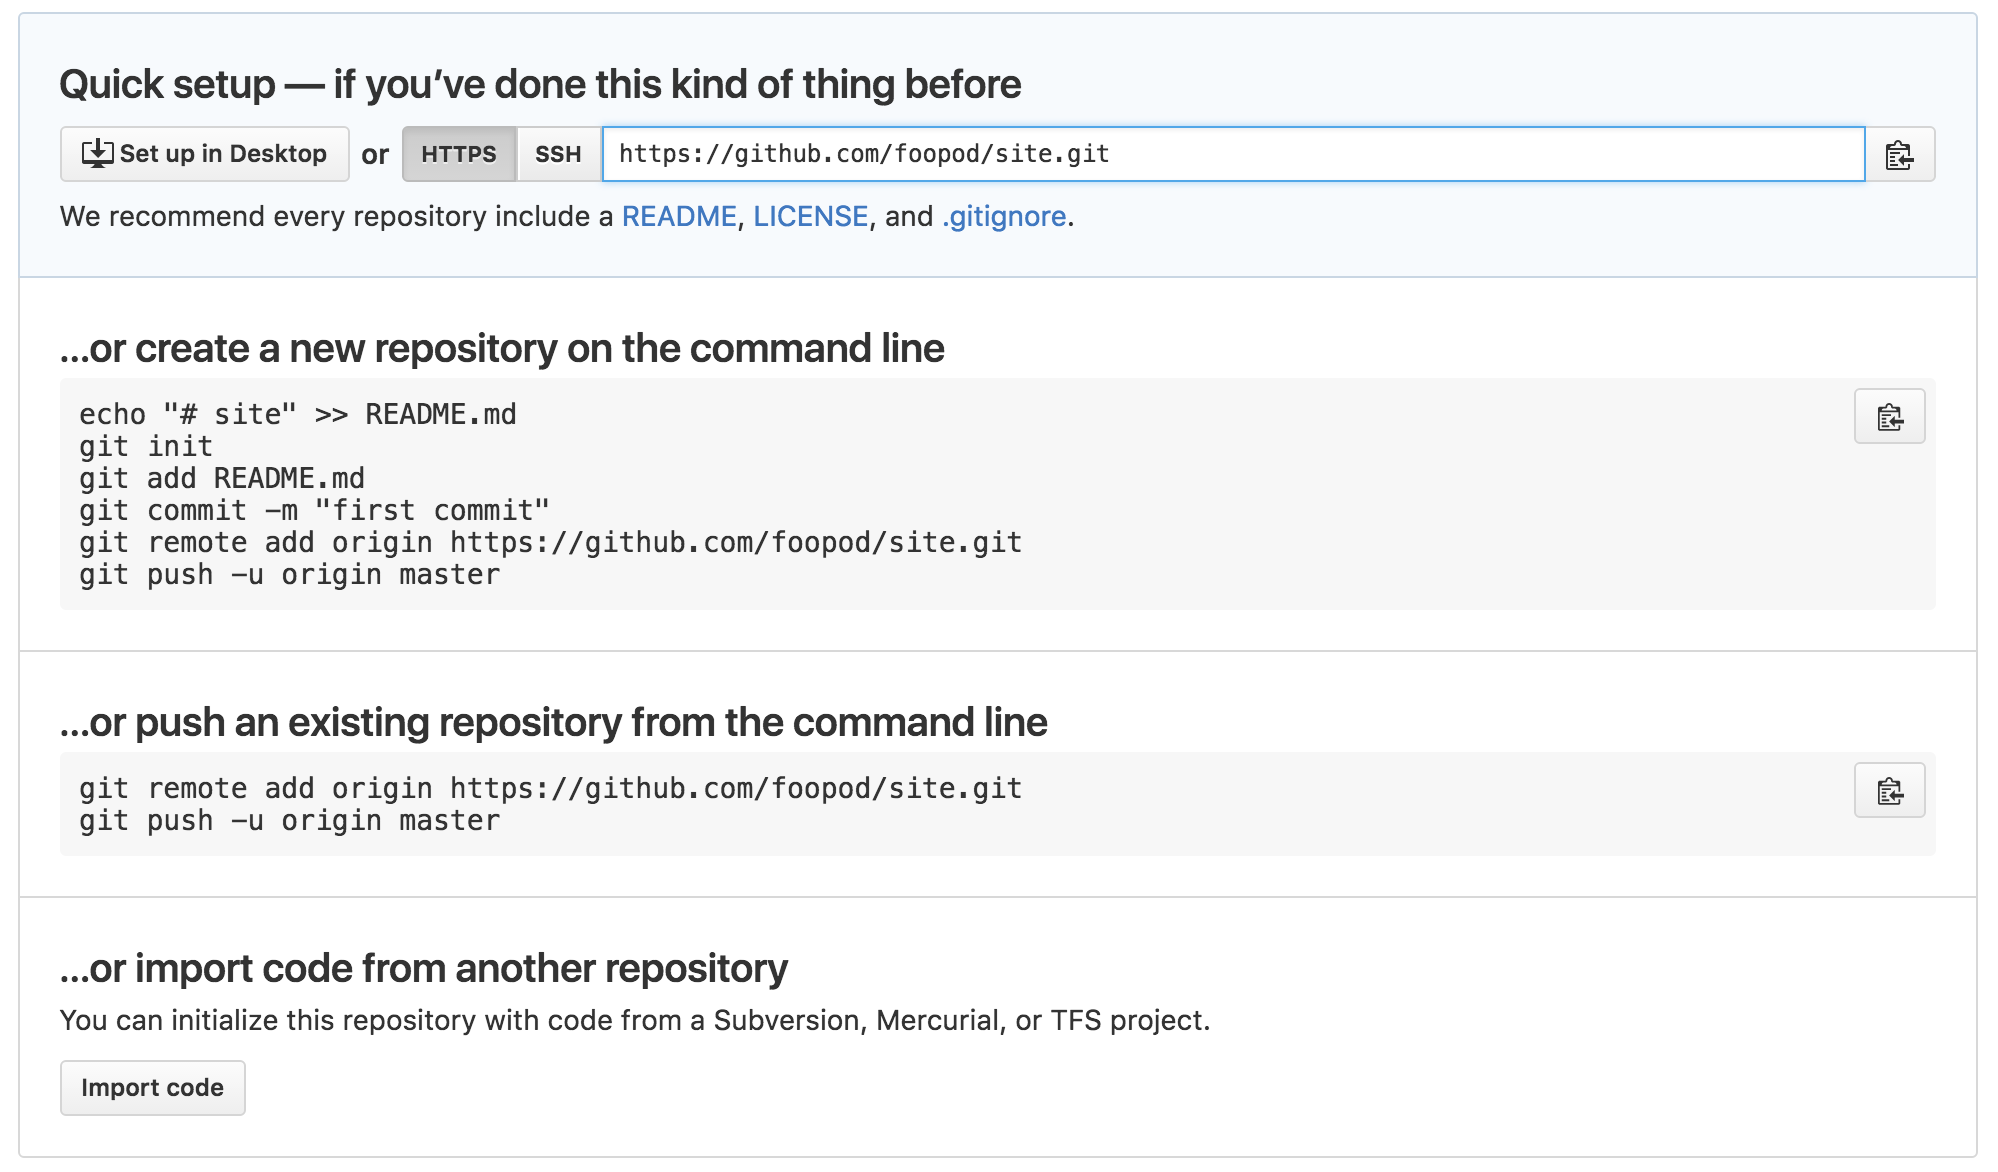 Quick setup — if you’ve done this kind of thing before
Set up in Desktop or HTTPS SSH https://github.com/foopod/site.git
We recommend every repository include a README, LICENSE, and .gitignore.
…or create a new repository on the command line
echo "# site" >> README.md
git init
git add README.md
git commit -m "first commit"
git remote add origin https://github.com/foopod/site.git
git push -u origin master
…or push an existing repository from the command line
git remote add origin https://github.com/foopod/site.git
git push -u origin master
…or import code from another repository
You can initialize this repository with code from a Subversion, Mercurial, or TFS project.
Import code